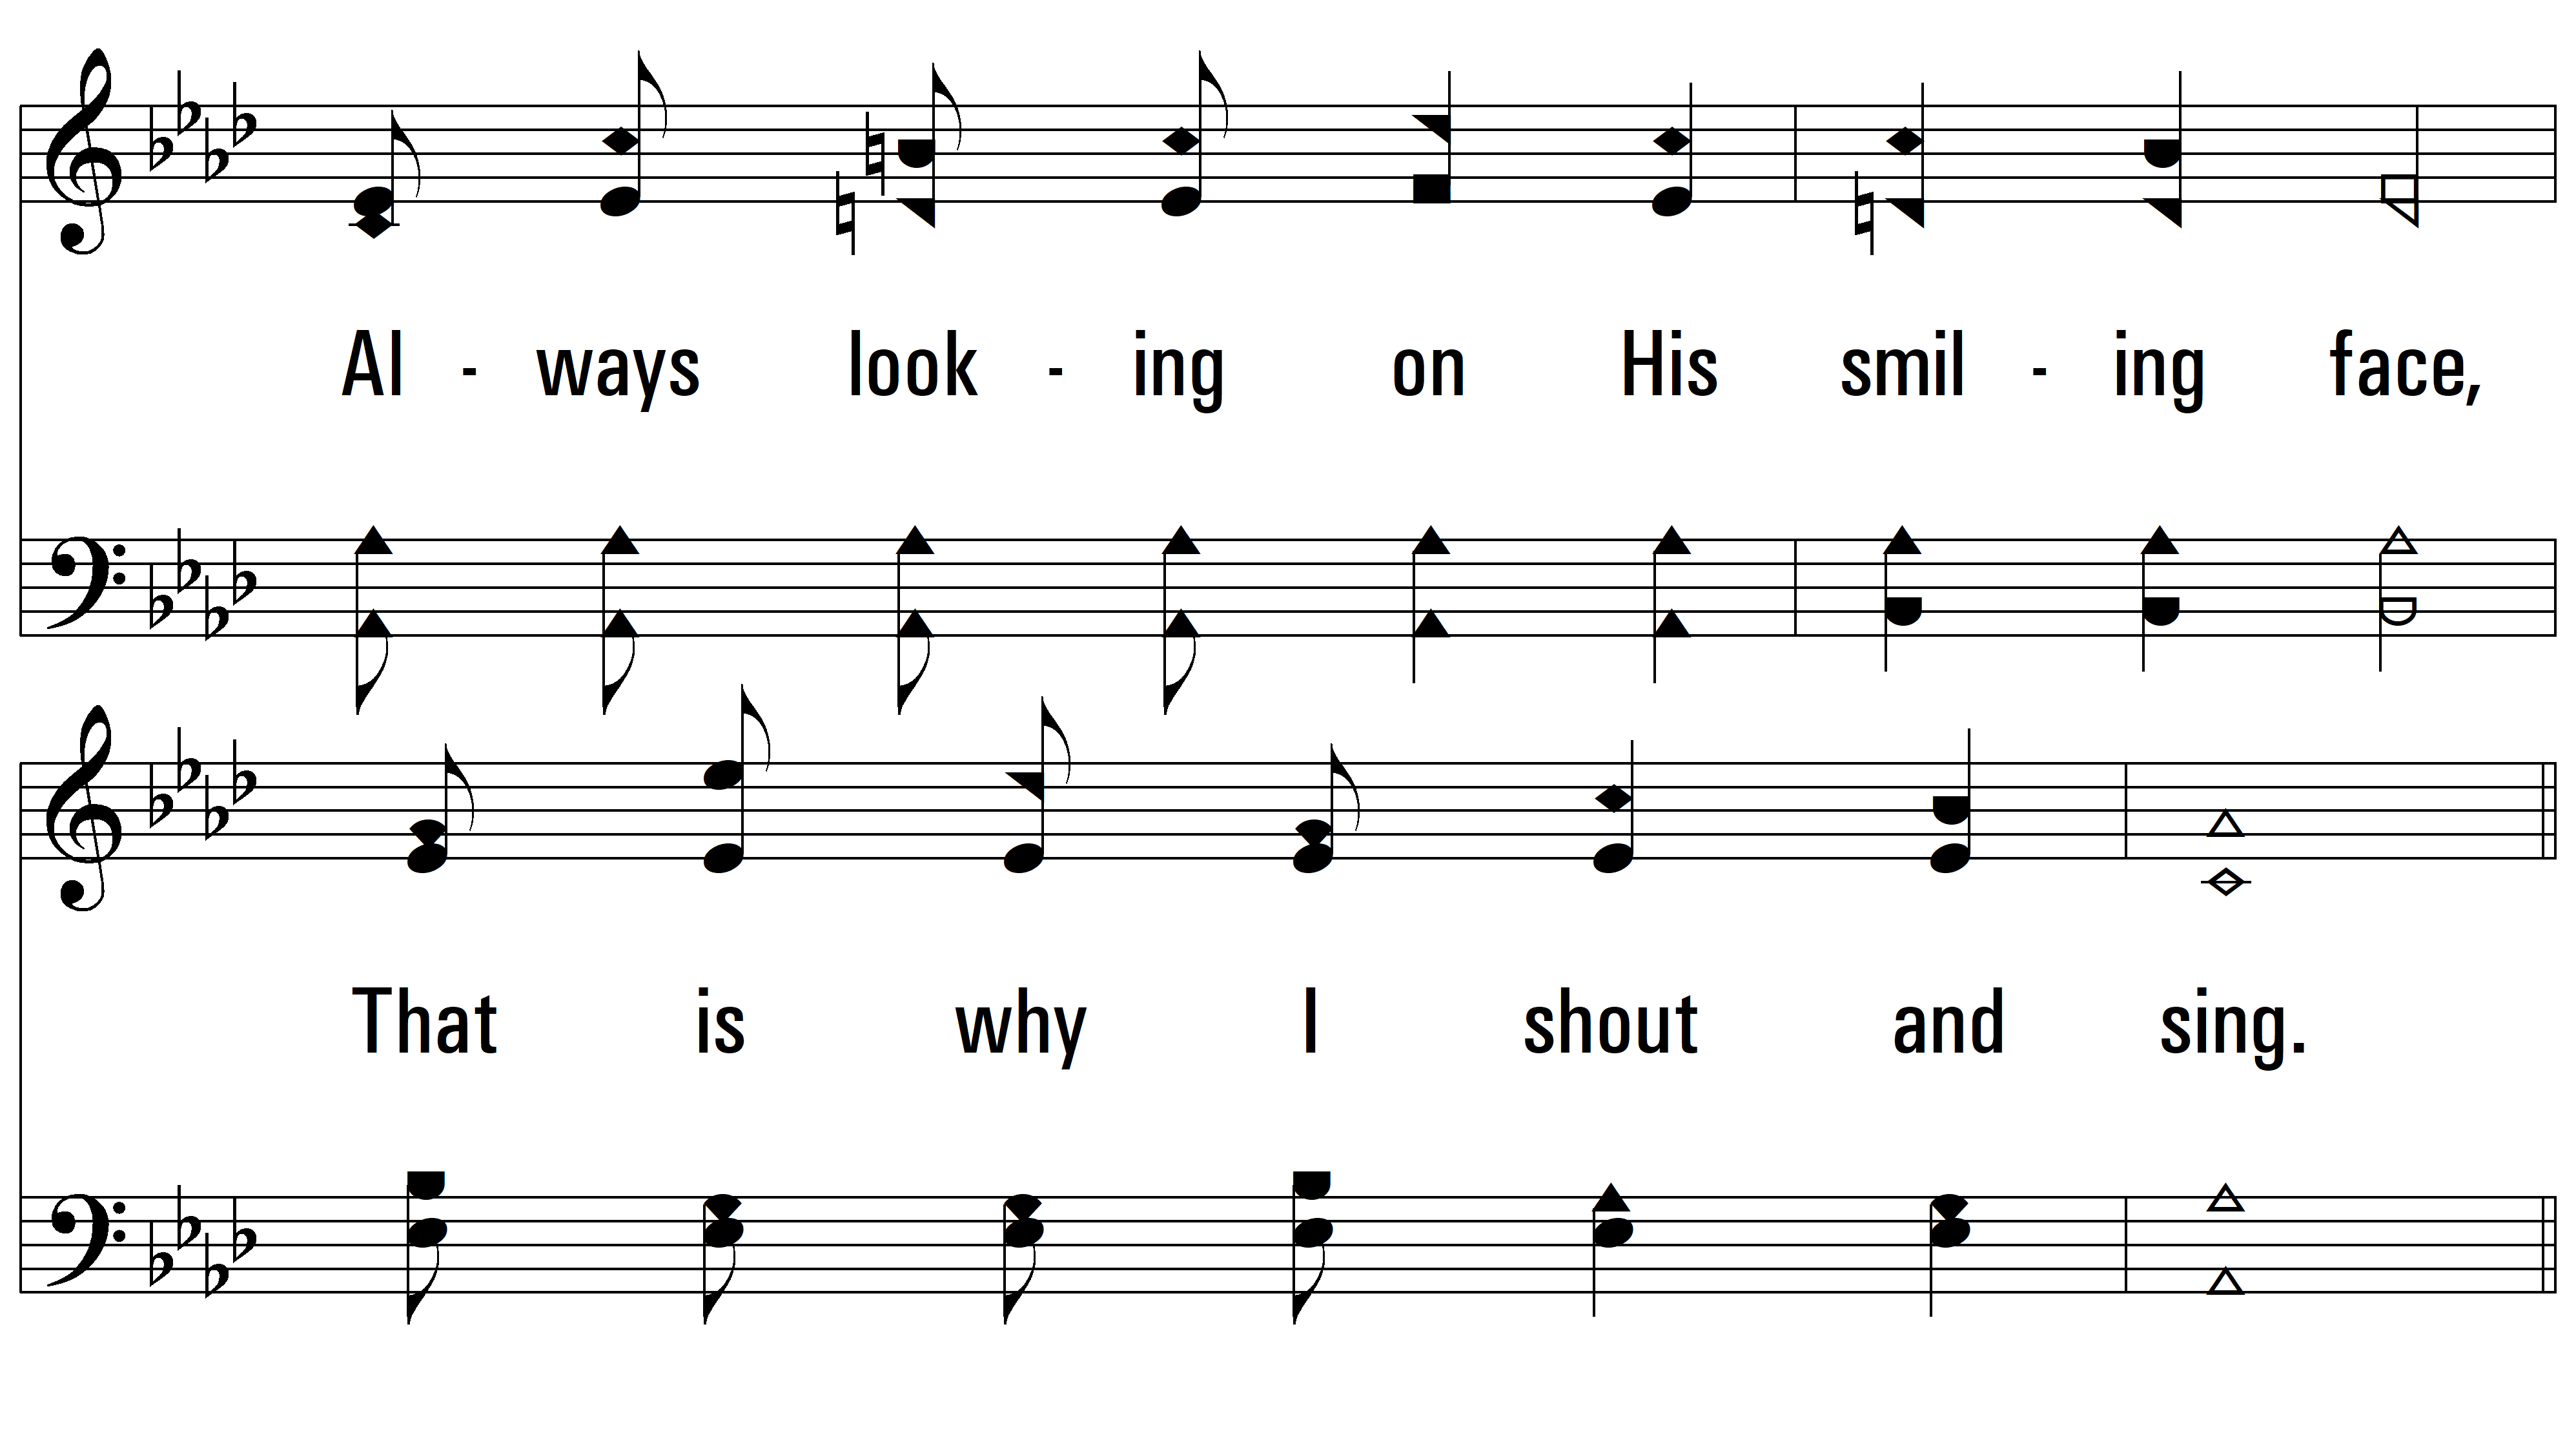 Al - ways look - ing on His smil - ing face,
That is why I shout and sing.